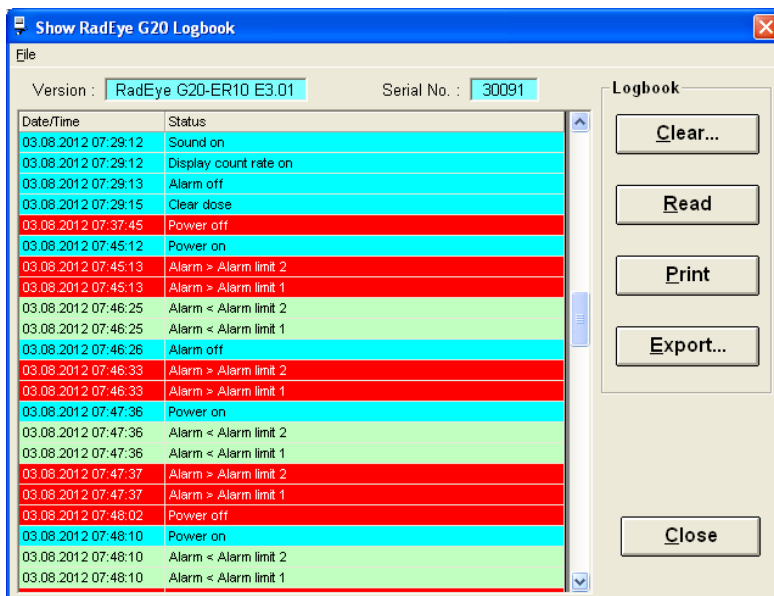 Show RadEye G20 Logbook
File
Version : RadEye G20-ER10 E3.01 Serial No. : 30091
Logbook
Date/Time Status
03.08.2012 07:29:12 Sound on
03.08.2012 07:29:12 Display count rate on
03.08.2012 07:29:13 Alarm off
03.08.2012 07:29:15 Clear dose
03.08.2012 07:37:45 Power off
03.08.2012 07:45:12 Power on
03.08.2012 07:45:13 Alarm > Alarm limit 2
03.08.2012 07:45:13 Alarm > Alarm limit 1
03.08.2012 07:46:25 Alarm < Alarm limit 2
03.08.2012 07:46:25 Alarm < Alarm limit 1
03.08.2012 07:46:26 Alarm off
03.08.2012 07:46:33 Alarm > Alarm limit 2
03.08.2012 07:46:33 Alarm > Alarm limit 1
03.08.2012 07:47:36 Power on
03.08.2012 07:47:36 Alarm < Alarm limit 2
03.08.2012 07:47:36 Alarm < Alarm limit 1
03.08.2012 07:47:37 Alarm > Alarm limit 2
03.08.2012 07:47:37 Alarm > Alarm limit 1
03.08.2012 07:48:02 Power off
03.08.2012 07:48:10 Power on
03.08.2012 07:48:10 Alarm < Alarm limit 2
03.08.2012 07:48:10 Alarm < Alarm limit 1
Clear...
Read
Print
Export...
Close